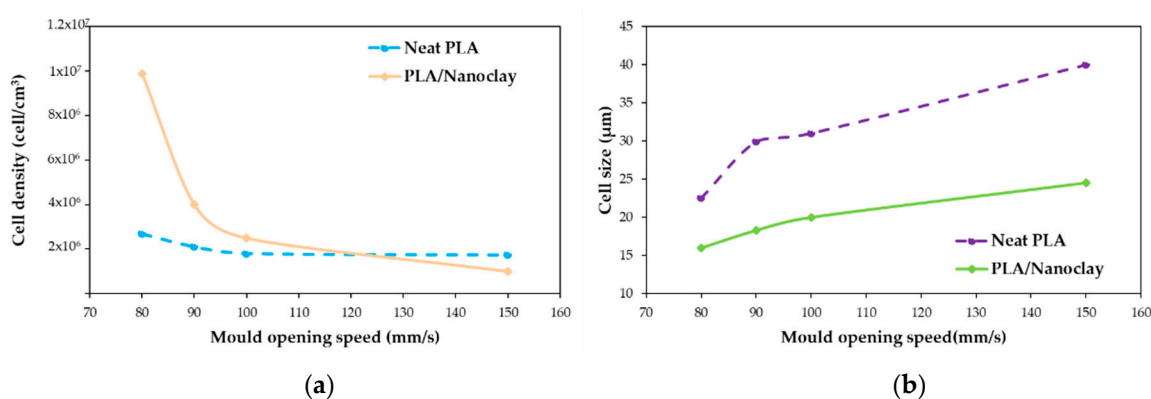 1.2x10⁷
1x10⁷
8x10⁶
6x10⁶
4x10⁶
2x10⁶
Cell density (cell/cm³)
Neat PLA
PLA/Nanoclay
70 80 90 100 110 120 130 140 150 160
Mould opening speed (mm/s)
(a)
45
40
35
30
25
20
15
10
Cell size (µm)
Neat PLA
PLA/Nanoclay
70 80 90 100 110 120 130 140 150 160
Mould opening speed(mm/s)
(b)